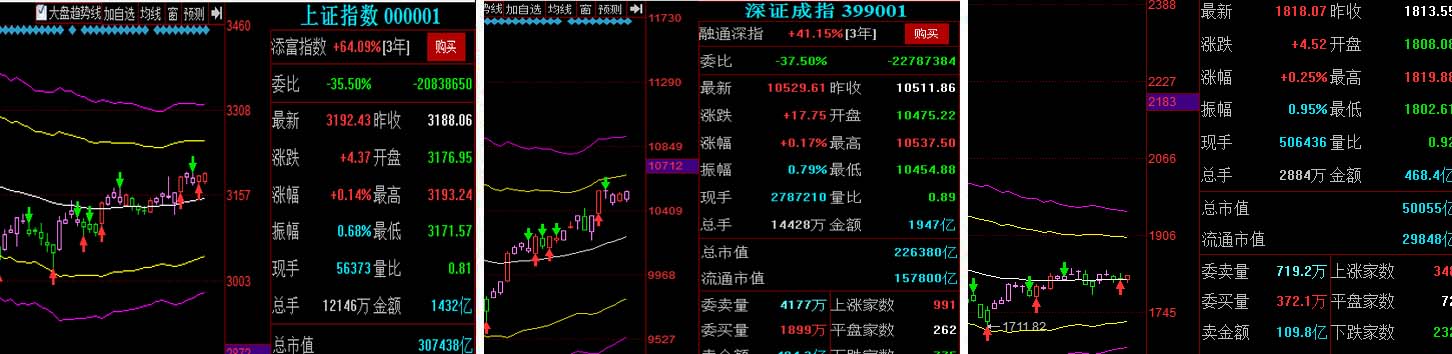 大盘趋势线 加自选 均线 窗 预测
3460
3308
3157
3003
上证指数 000001
添富指数 +64.09%[3年] 购买
委比 -35.50% -20838650
最新 3192.43 昨收 3188.06
涨跌 +4.37 开盘 3176.95
涨幅 +0.14% 最高 3193.24
振幅 0.68% 最低 3171.57
现手 56373 量比 0.81
总手 12146万 金额 1432亿
总市值 307438亿
势线 加自选 均线 窗 预测
11730
11290
10849
10712
10409
9968
9527
深证成指 399001
融通深指 +41.15%[3年] 购买
委比 -37.50% -22787384
最新 10529.61 昨收 10511.86
涨跌 +17.75 开盘 10475.22
涨幅 +0.17% 最高 10537.50
振幅 0.79% 最低 10454.88
现手 2787210 量比 0.89
总手 14428万 金额 1947亿
总市值 226380亿
流通市值 157800亿
委卖量 4177万 上涨家数 991
委买量 1899万 平盘家数 262
2388
2227
2183
2066
1906
1745
1711.82
最新 1818.07 昨收 1813.55
涨跌 +4.52 开盘 1808.08
涨幅 +0.25% 最高 1819.88
振幅 0.95% 最低 1802.61
现手 506436 量比 0.92
总手 2884万 金额 468.4亿
总市值 50055亿
流通市值 29848亿
委卖量 719.2万 上涨家数 348
委买量 372.1万 平盘家数 72
卖金额 109.8亿 下跌家数 232